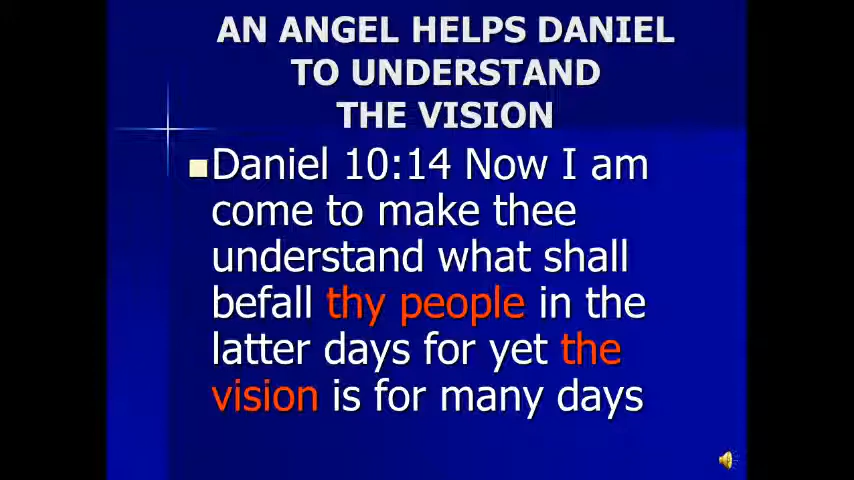 AN ANGEL HELPS DANIEL
TO UNDERSTAND
THE VISION
Daniel 10:14 Now I am
come to make thee
understand what shall
befall thy people in the
latter days for yet the
vision is for many days